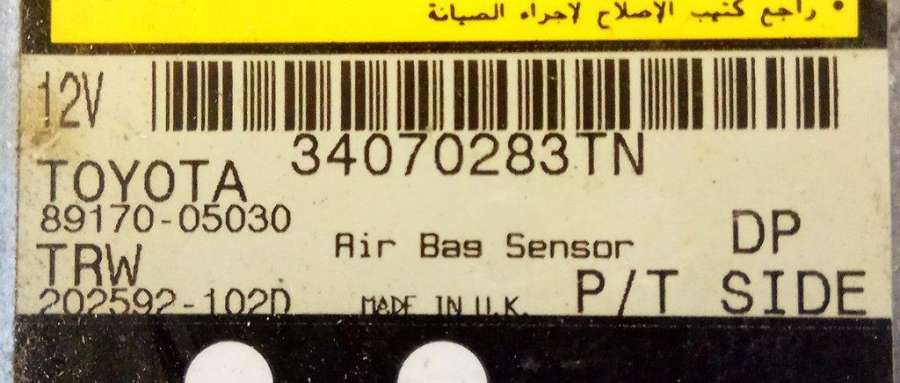 • راجع كتيب الإصلاح لإجراء الصيانة
12V
34070283TN
TOYOTA
89170-05030
Air Bag Sensor
DP
TRW
202592-102D
MADE IN U.K.
P/T SIDE